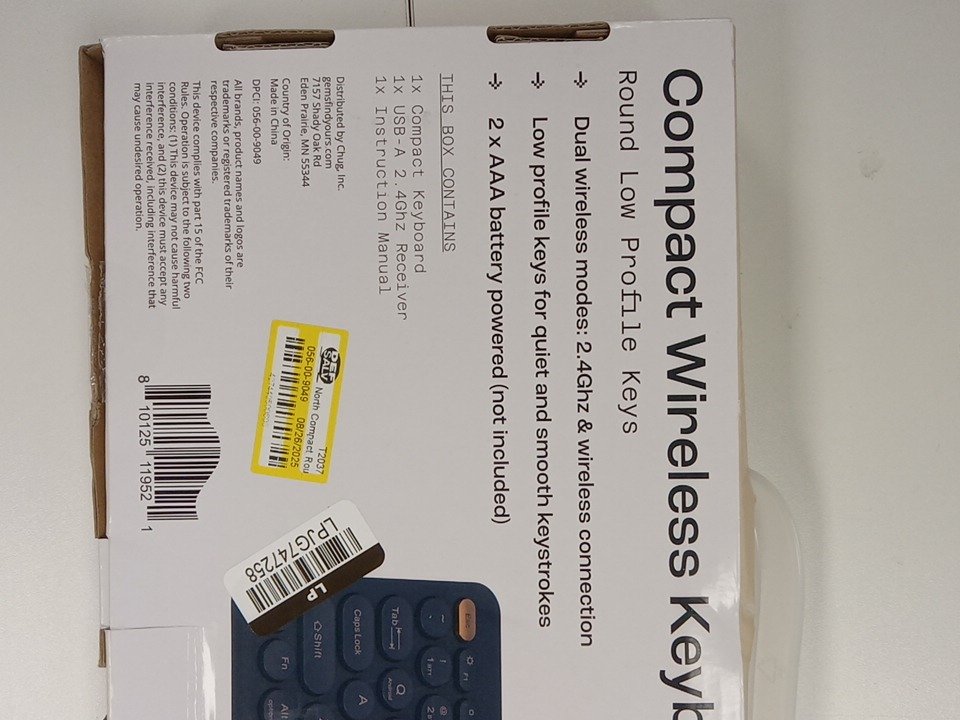 Compact Wireless Keyb
Round Low Profile Keys
Dual wireless modes: 2.4Ghz & wireless connection
Low profile keys for quiet and smooth keystrokes
2 x AAA battery powered (not included)
THIS BOX CONTAINS
1x Compact Keyboard
1x USB-A 2.4Ghz Receiver
1x Instruction Manual
Distributed by Chug, Inc.
gemsfindyours.com
7157 Shady Oak Rd
Eden Prairie, MN 55344
Country of Origin:
Made in China
DPCI: 056-00-9049
All brands, product names and logos are
trademarks or registered trademarks of their
respective companies.
This device complies with part 15 of the FCC
Rules. Operation is subject to the following two
conditions: (1) This device may not cause harmful
interference, and (2) this device must accept any
interference received, including interference that
may cause undesired operation.
8 10125 11952 1
T2037
North Compact Rou
056-00-9049 08/26/2025
LPJG747258
LP
Esc F1
~ ! 1
Tab Q 2
Caps Lock A
Shift
Fn Alt